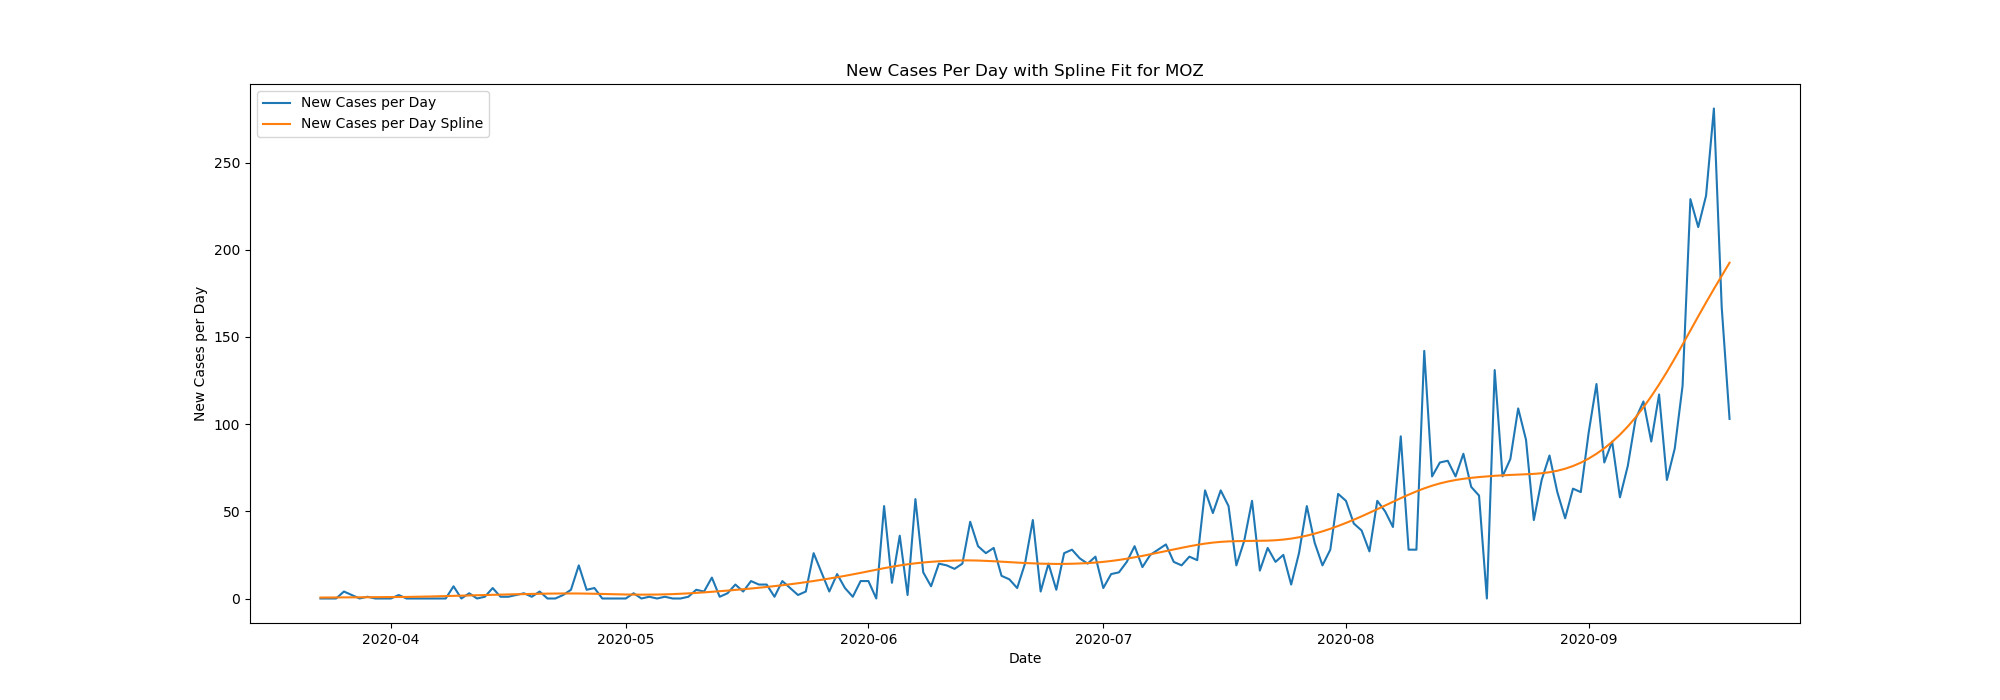 New Cases Per Day with Spline Fit for MOZ
New Cases per Day
New Cases per Day Spline
250
200
150
100
50
0
New Cases per Day
2020-04 2020-05 2020-06 2020-07 2020-08 2020-09
Date